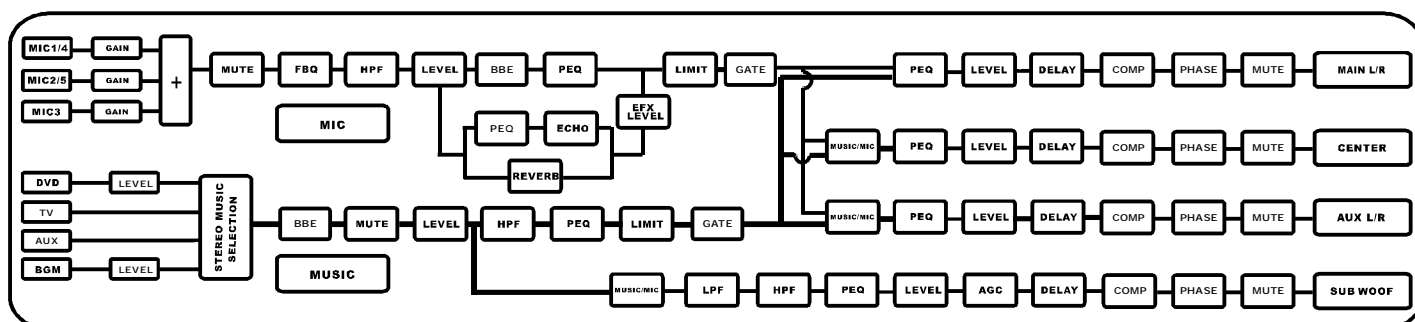 MIC1/4 GAIN
MIC2/5 GAIN
MIC3 GAIN
+
MUTE FBQ HPF LEVEL BBE PEQ LIMIT GATE
EFX LEVEL
PEQ ECHO
REVERB
MIC
PEQ LEVEL DELAY COMP PHASE MUTE MAIN L/R
MUSIC/MIC PEQ LEVEL DELAY COMP PHASE MUTE CENTER
DVD LEVEL
TV
AUX
BGM LEVEL
STEREO MUSIC SELECTION
BBE MUTE LEVEL HPF PEQ LIMIT GATE
MUSIC
MUSIC/MIC PEQ LEVEL DELAY COMP PHASE MUTE AUX L/R
MUSIC/MIC LPF HPF PEQ LEVEL AGC DELAY COMP PHASE MUTE SUB WOOF